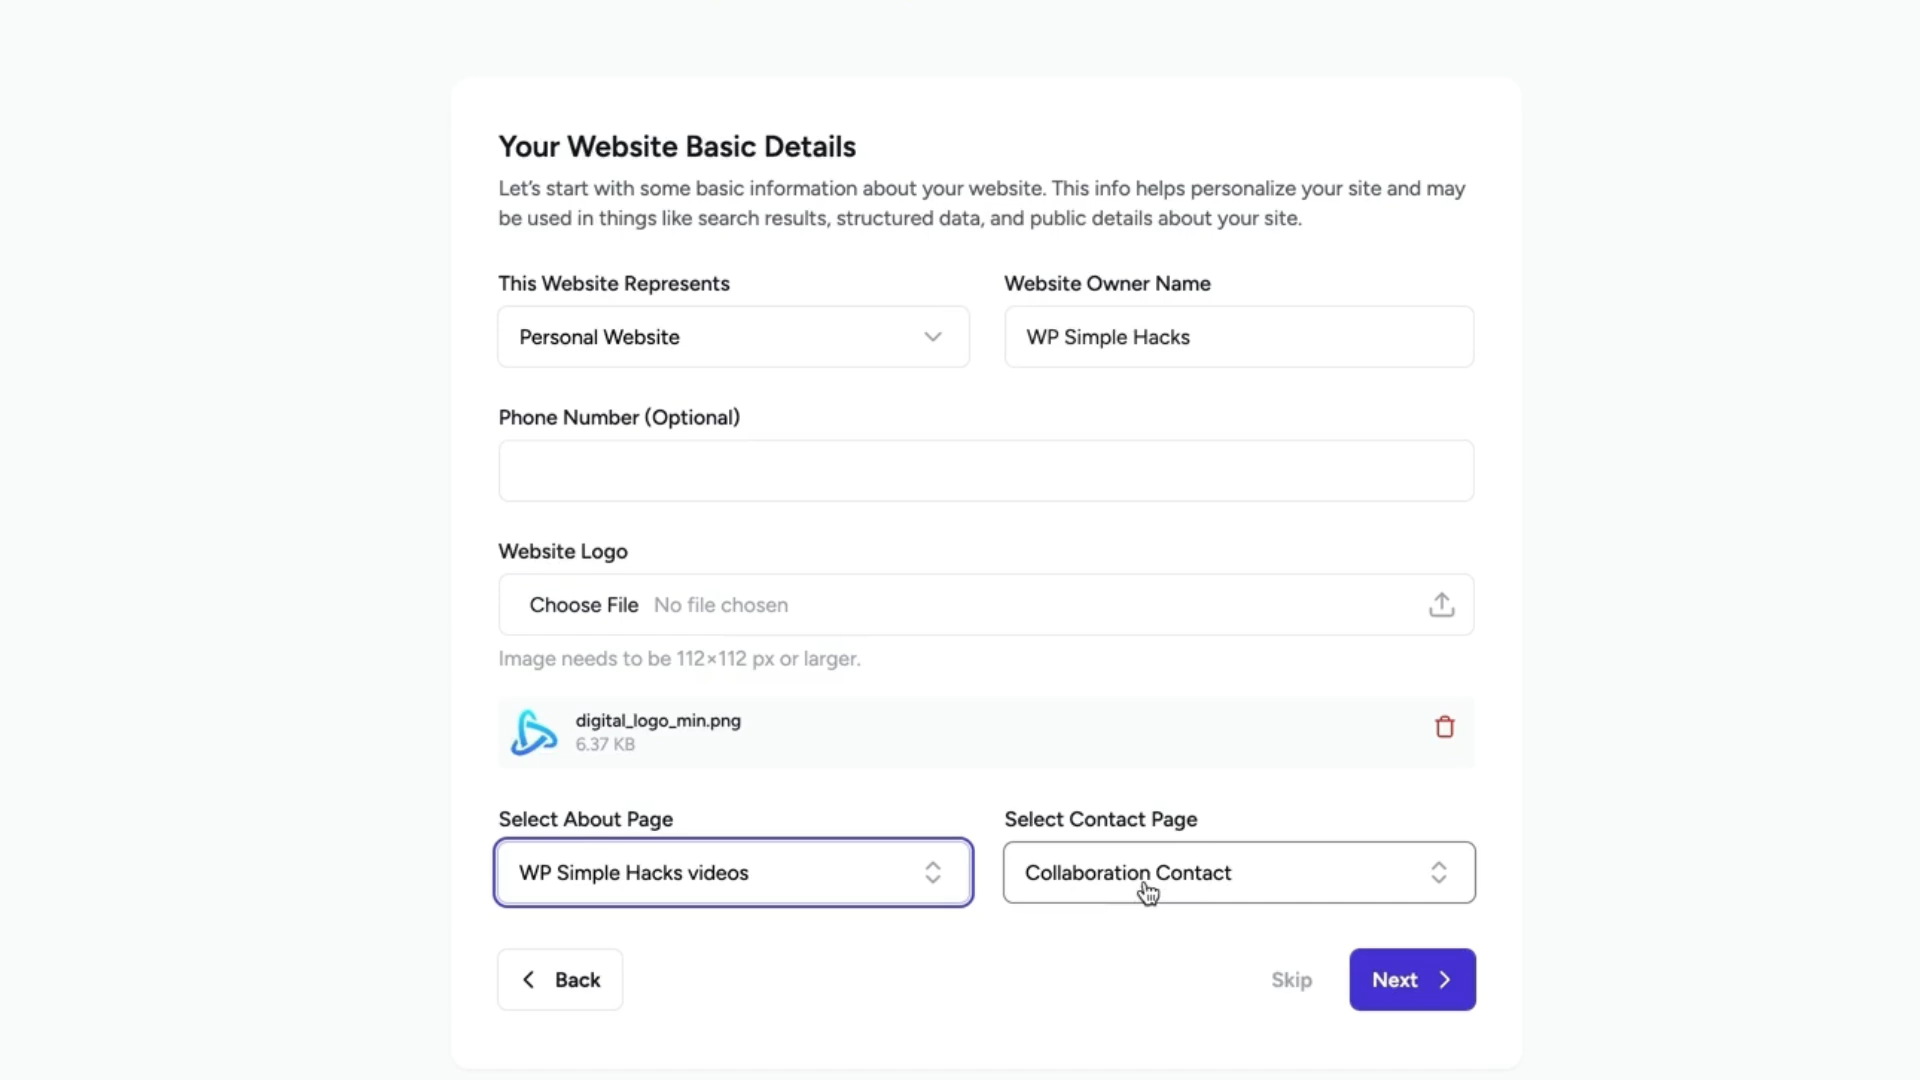 Your Website Basic Details
Let’s start with some basic information about your website. This info helps personalize your site and may
be used in things like search results, structured data, and public details about your site.
This Website Represents
Website Owner Name
Personal Website
WP Simple Hacks
Phone Number (Optional)
Website Logo
Choose File No file chosen
Image needs to be 112×112 px or larger.
digital_logo_min.png
6.37 KB
Select About Page
Select Contact Page
WP Simple Hacks videos
Collaboration Contact
Back
Skip
Next